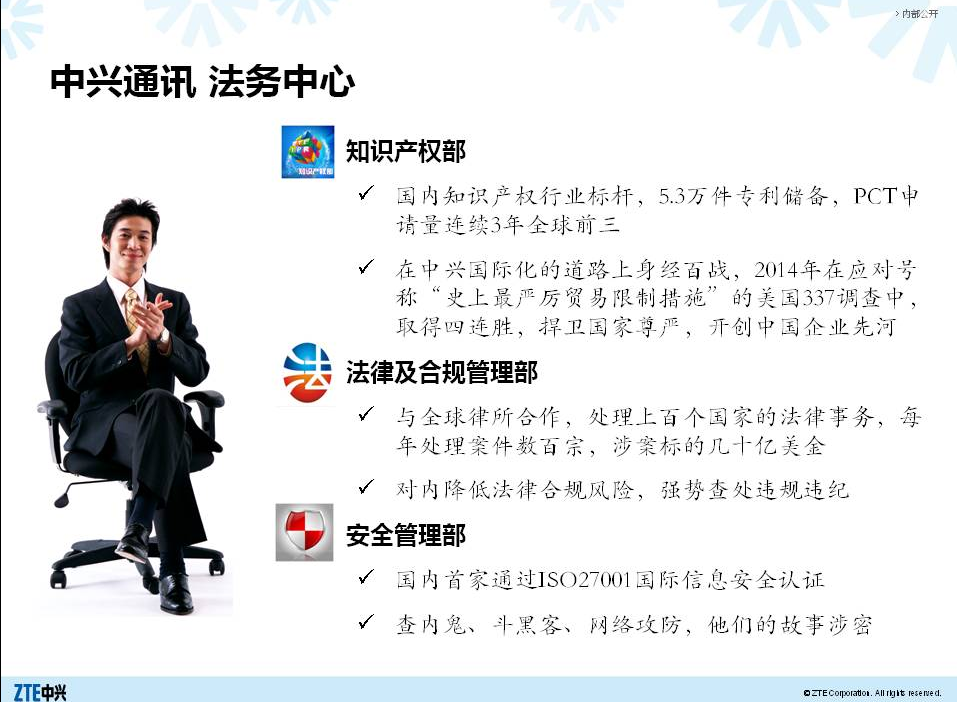 > 内部公开
中兴通讯 法务中心
知识产权部
知识产权部
✓ 国内知识产权行业标杆，5.3万件专利储备，PCT申
请量连续3年全球前三
✓ 在中兴国际化的道路上身经百战，2014年在应对号
称“史上最严厉贸易限制措施”的美国337调查中，
取得四连胜，捍卫国家尊严，开创中国企业先河
法
法律及合规管理部
✓ 与全球律所合作，处理上百个国家的法律事务，每
年处理案件数百宗，涉案标的几十亿美金
✓ 对内降低法律合规风险，强势查处违规违纪
安全管理部
✓ 国内首家通过ISO27001国际信息安全认证
✓ 查内鬼、斗黑客、网络攻防，他们的故事涉密
ZTE中兴
© ZTE Corporation. All rights reserved.